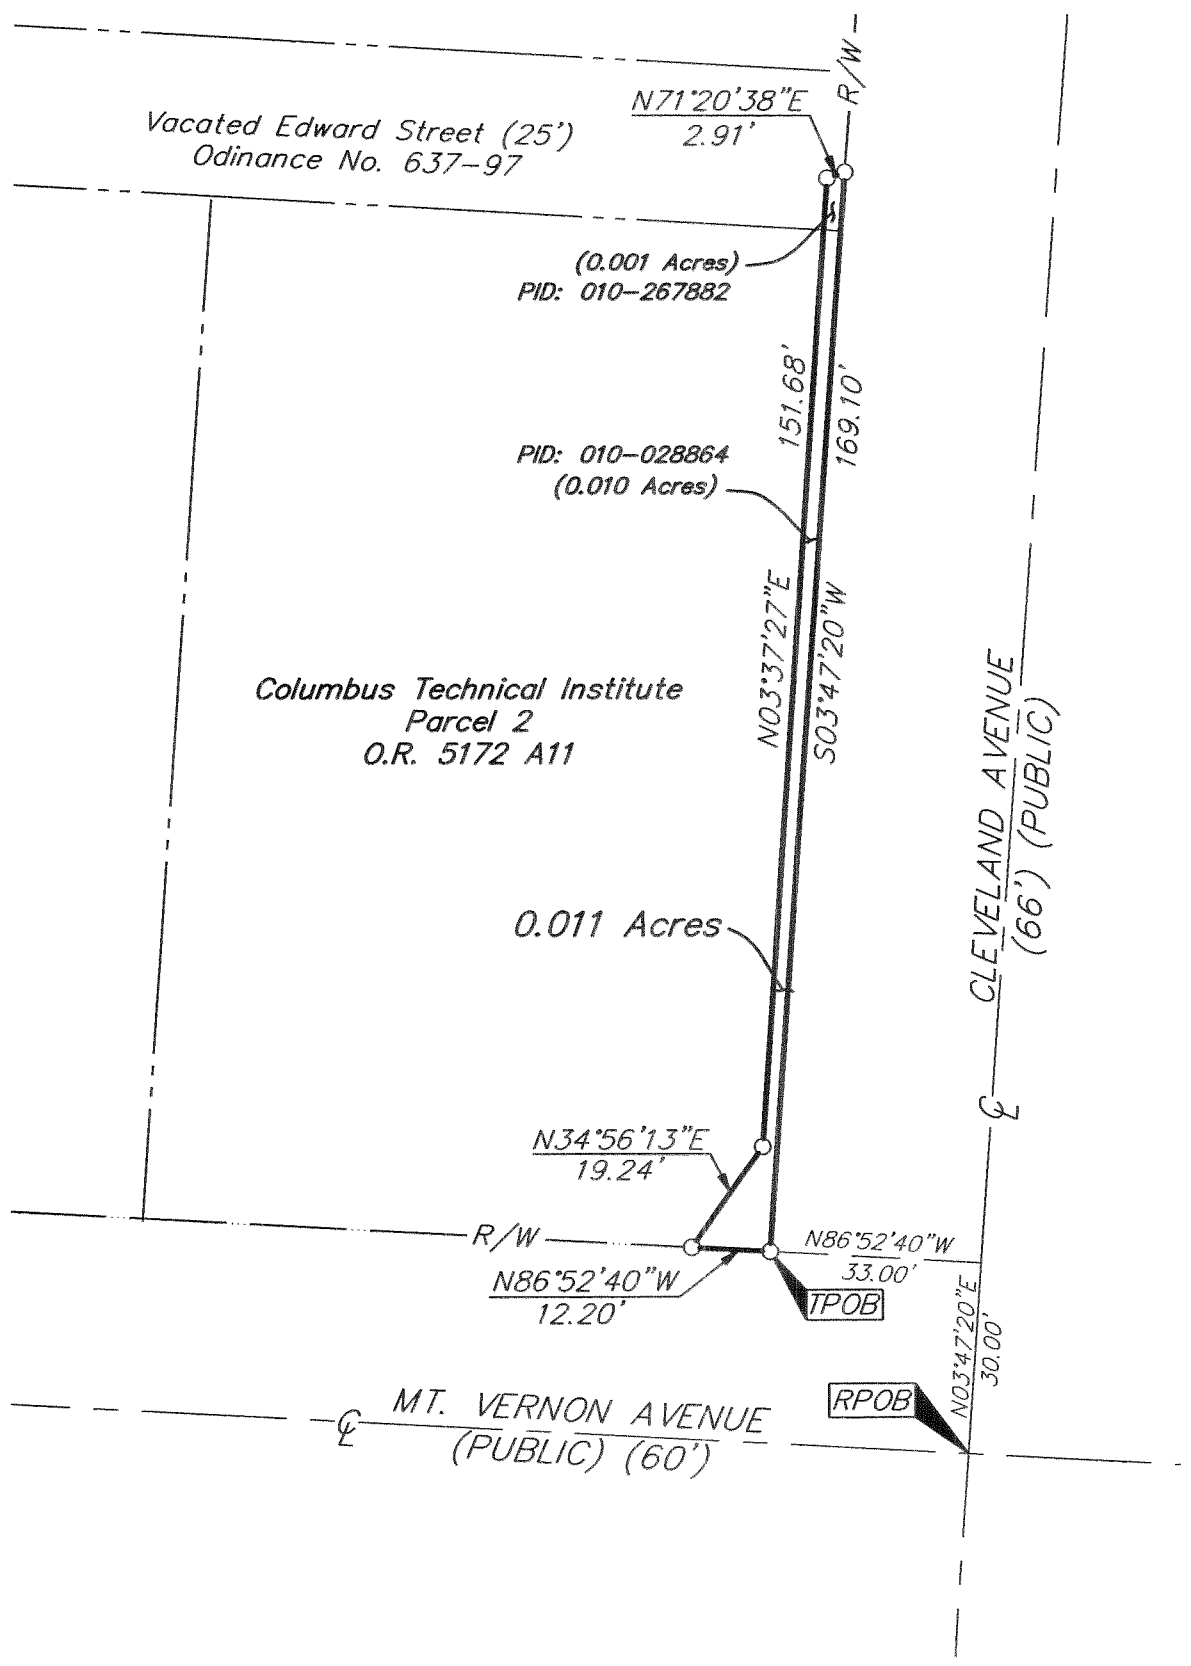 R/W
N71°20'38"E
2.91'
Vacated Edward Street (25')
Odinance No. 637-97
(0.001 Acres)
PID: 010-267882
151.68'
169.10'
PID: 010-028864
(0.010 Acres)
N03°37'27"E
S03°47'20"W
Columbus Technical Institute
Parcel 2
O.R. 5172 A11
CLEVELAND AVENUE
(66') (PUBLIC)
0.011 Acres
℄
N34°56'13"E
19.24'
R/W
N86°52'40"W
33.00'
N86°52'40"W
12.20'
TPOB
N03°47'20"E
30.00'
RPOB
℄
MT. VERNON AVENUE
(PUBLIC) (60')